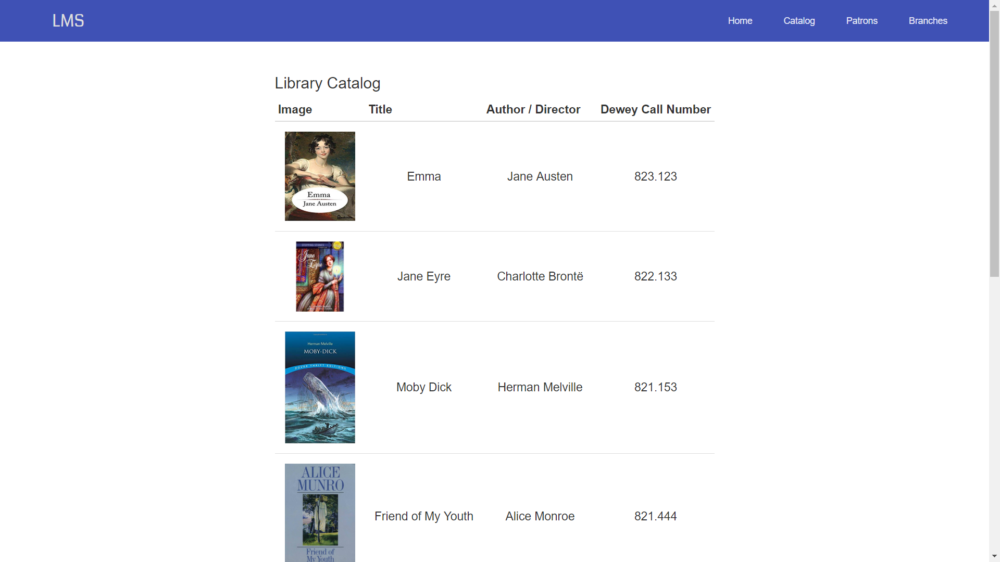 LMS
Home Catalog Patrons Branches
Library Catalog
Image Title Author / Director Dewey Call Number
Emma
Jane Austen
Emma Jane Austen 823.123
STEPPING STONES
Jane
Eyre
Jane Eyre Charlotte Brontë 822.133
Herman Melville
MOBY-DICK
DOVER THRIFT EDITIONS
Moby Dick Herman Melville 821.153
ALICE
MUNRO
Friend of My Youth Alice Monroe 821.444
Friend of
My Youth